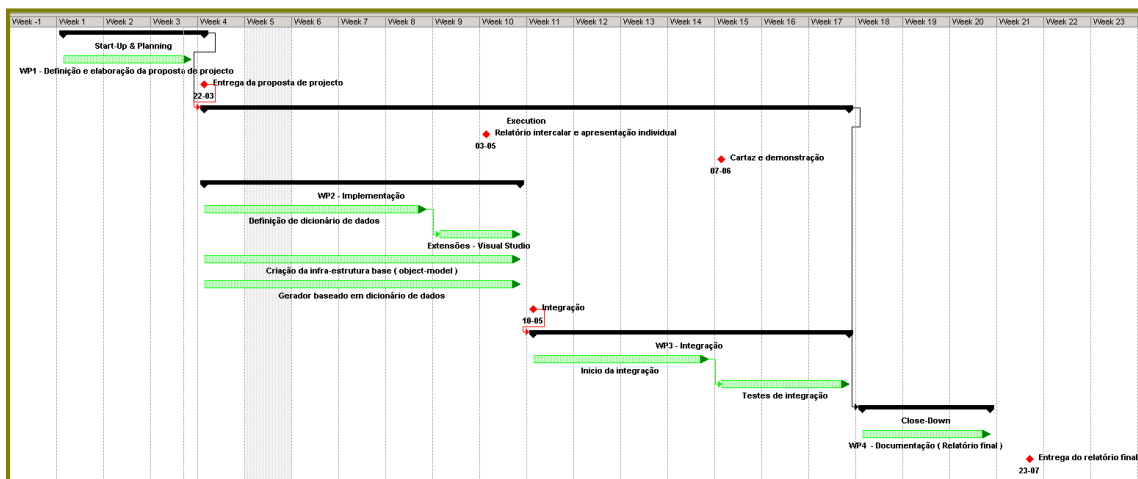 Week -1 Week 1 Week 2 Week 3 Week 4 Week 5 Week 6 Week 7 Week 8 Week 9 Week 10 Week 11 Week 12 Week 13 Week 14 Week 15 Week 16 Week 17 Week 18 Week 19 Week 20 Week 21 Week 22 Week 23
Start-Up & Planning
WP1 - Definição e elaboração da proposta de projecto
Entrega da proposta de projecto
22-03
Execution
Relatório intercalar e apresentação individual
03-05
Cartaz e demonstração
07-06
WP2 - Implementação
Definição de dicionário de dados
Extensões - Visual Studio
Criação da infra-estrutura base ( object-model )
Gerador baseado em dicionário de dados
Integração
10-05
WP3 - Integração
Inicio da integração
Testes de integração
Close-Down
WP4 - Documentação ( Relatório final )
Entrega do relatório final
23-07